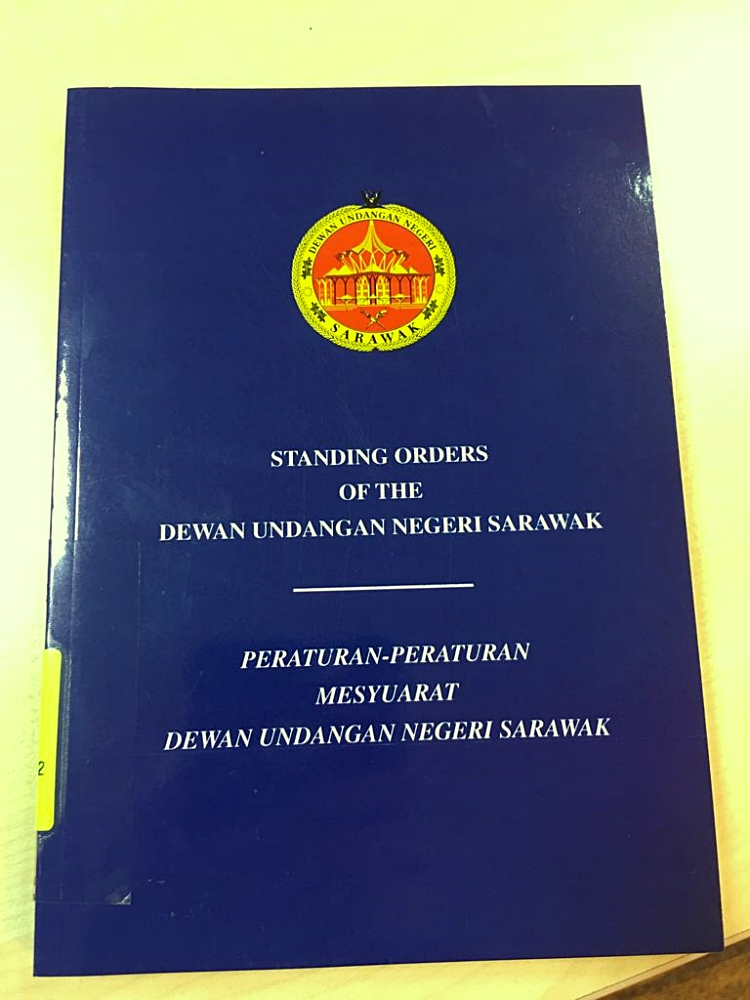 DEWAN UNDANGAN NEGERI
SARAWAK
STANDING ORDERS
OF THE
DEWAN UNDANGAN NEGERI SARAWAK
PERATURAN-PERATURAN
MESYUARAT
DEWAN UNDANGAN NEGERI SARAWAK
2